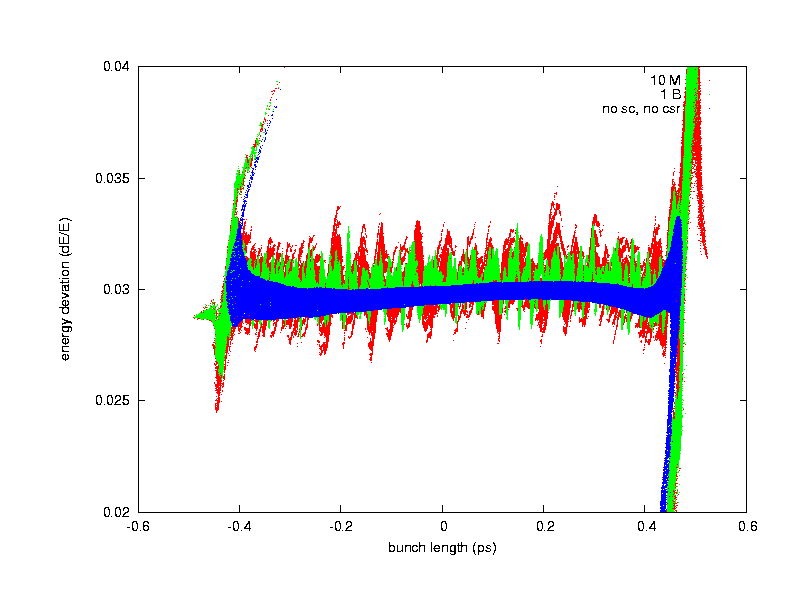 0.04
10 M
1 B
no sc, no csr
0.035
energy devation (dE/E)
0.03
0.025
0.02
-0.6
-0.4
-0.2
0
0.2
0.4
0.6
bunch length (ps)